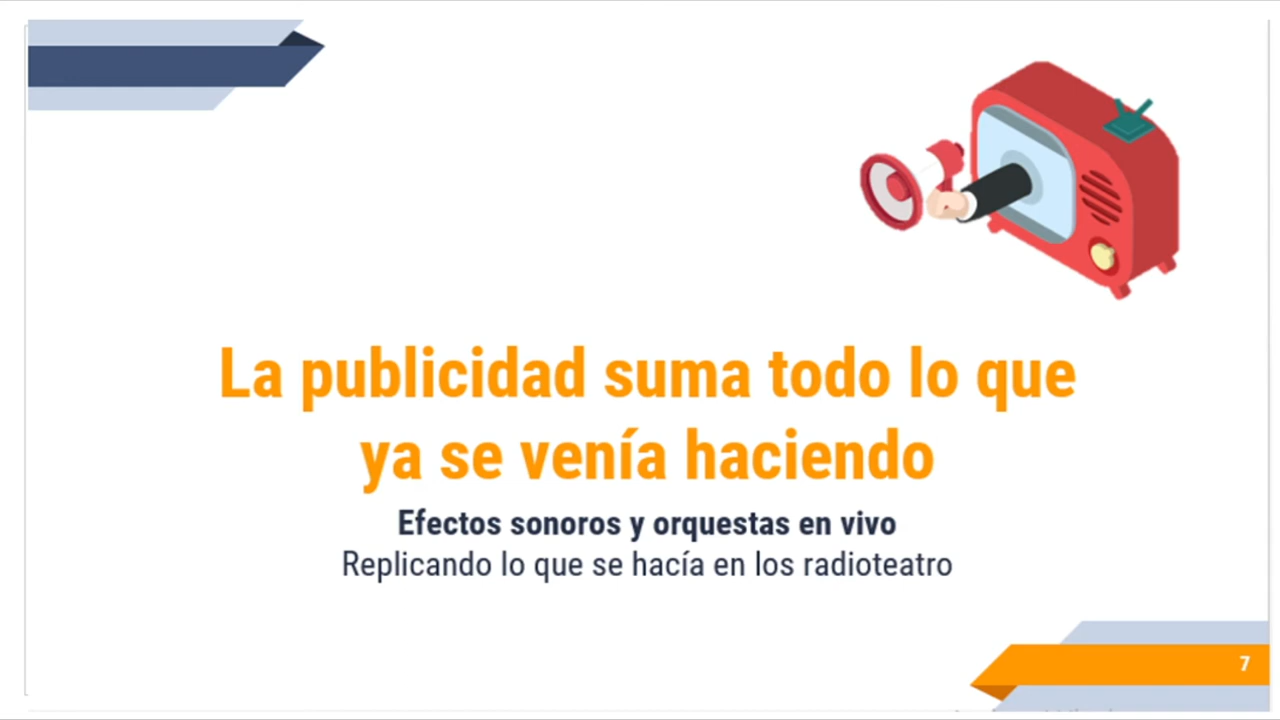 La publicidad suma todo lo que
ya se venía haciendo
Efectos sonoros y orquestas en vivo
Replicando lo que se hacía en los radioteatro
7